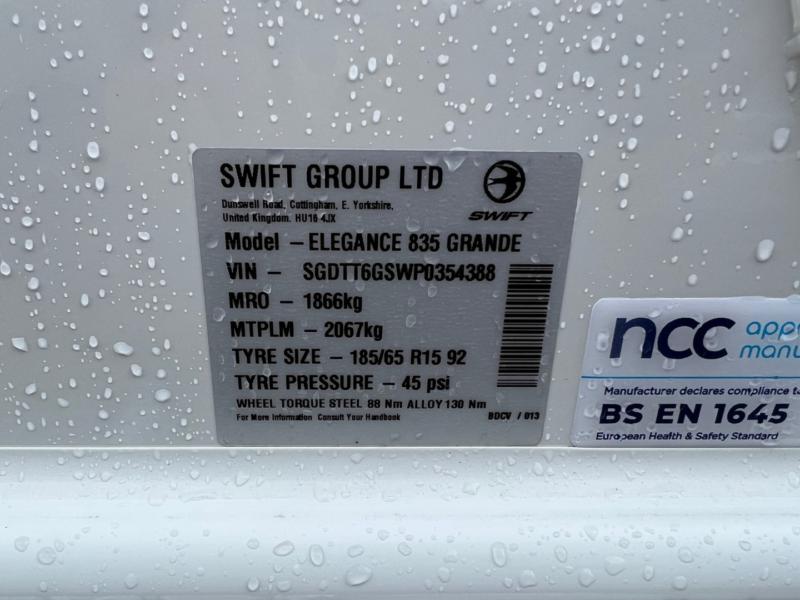 SWIFT GROUP LTD
SWIFT
Dunswell Road, Cottingham, E. Yorkshire,
United Kingdom. HU16 4JX
Model – ELEGANCE 835 GRANDE
VIN – SGDTT6GSWP0354388
MRO – 1866kg
MTPLM – 2067kg
TYRE SIZE – 185/65 R15 92
TYRE PRESSURE – 45 psi
WHEEL TORQUE STEEL 88 Nm ALLOY 130 Nm
For More Information Consult Your Handbook
BDCV / 013
ncc
Manufacturer declares compliance
BS EN 1645
European Health & Safety Standard